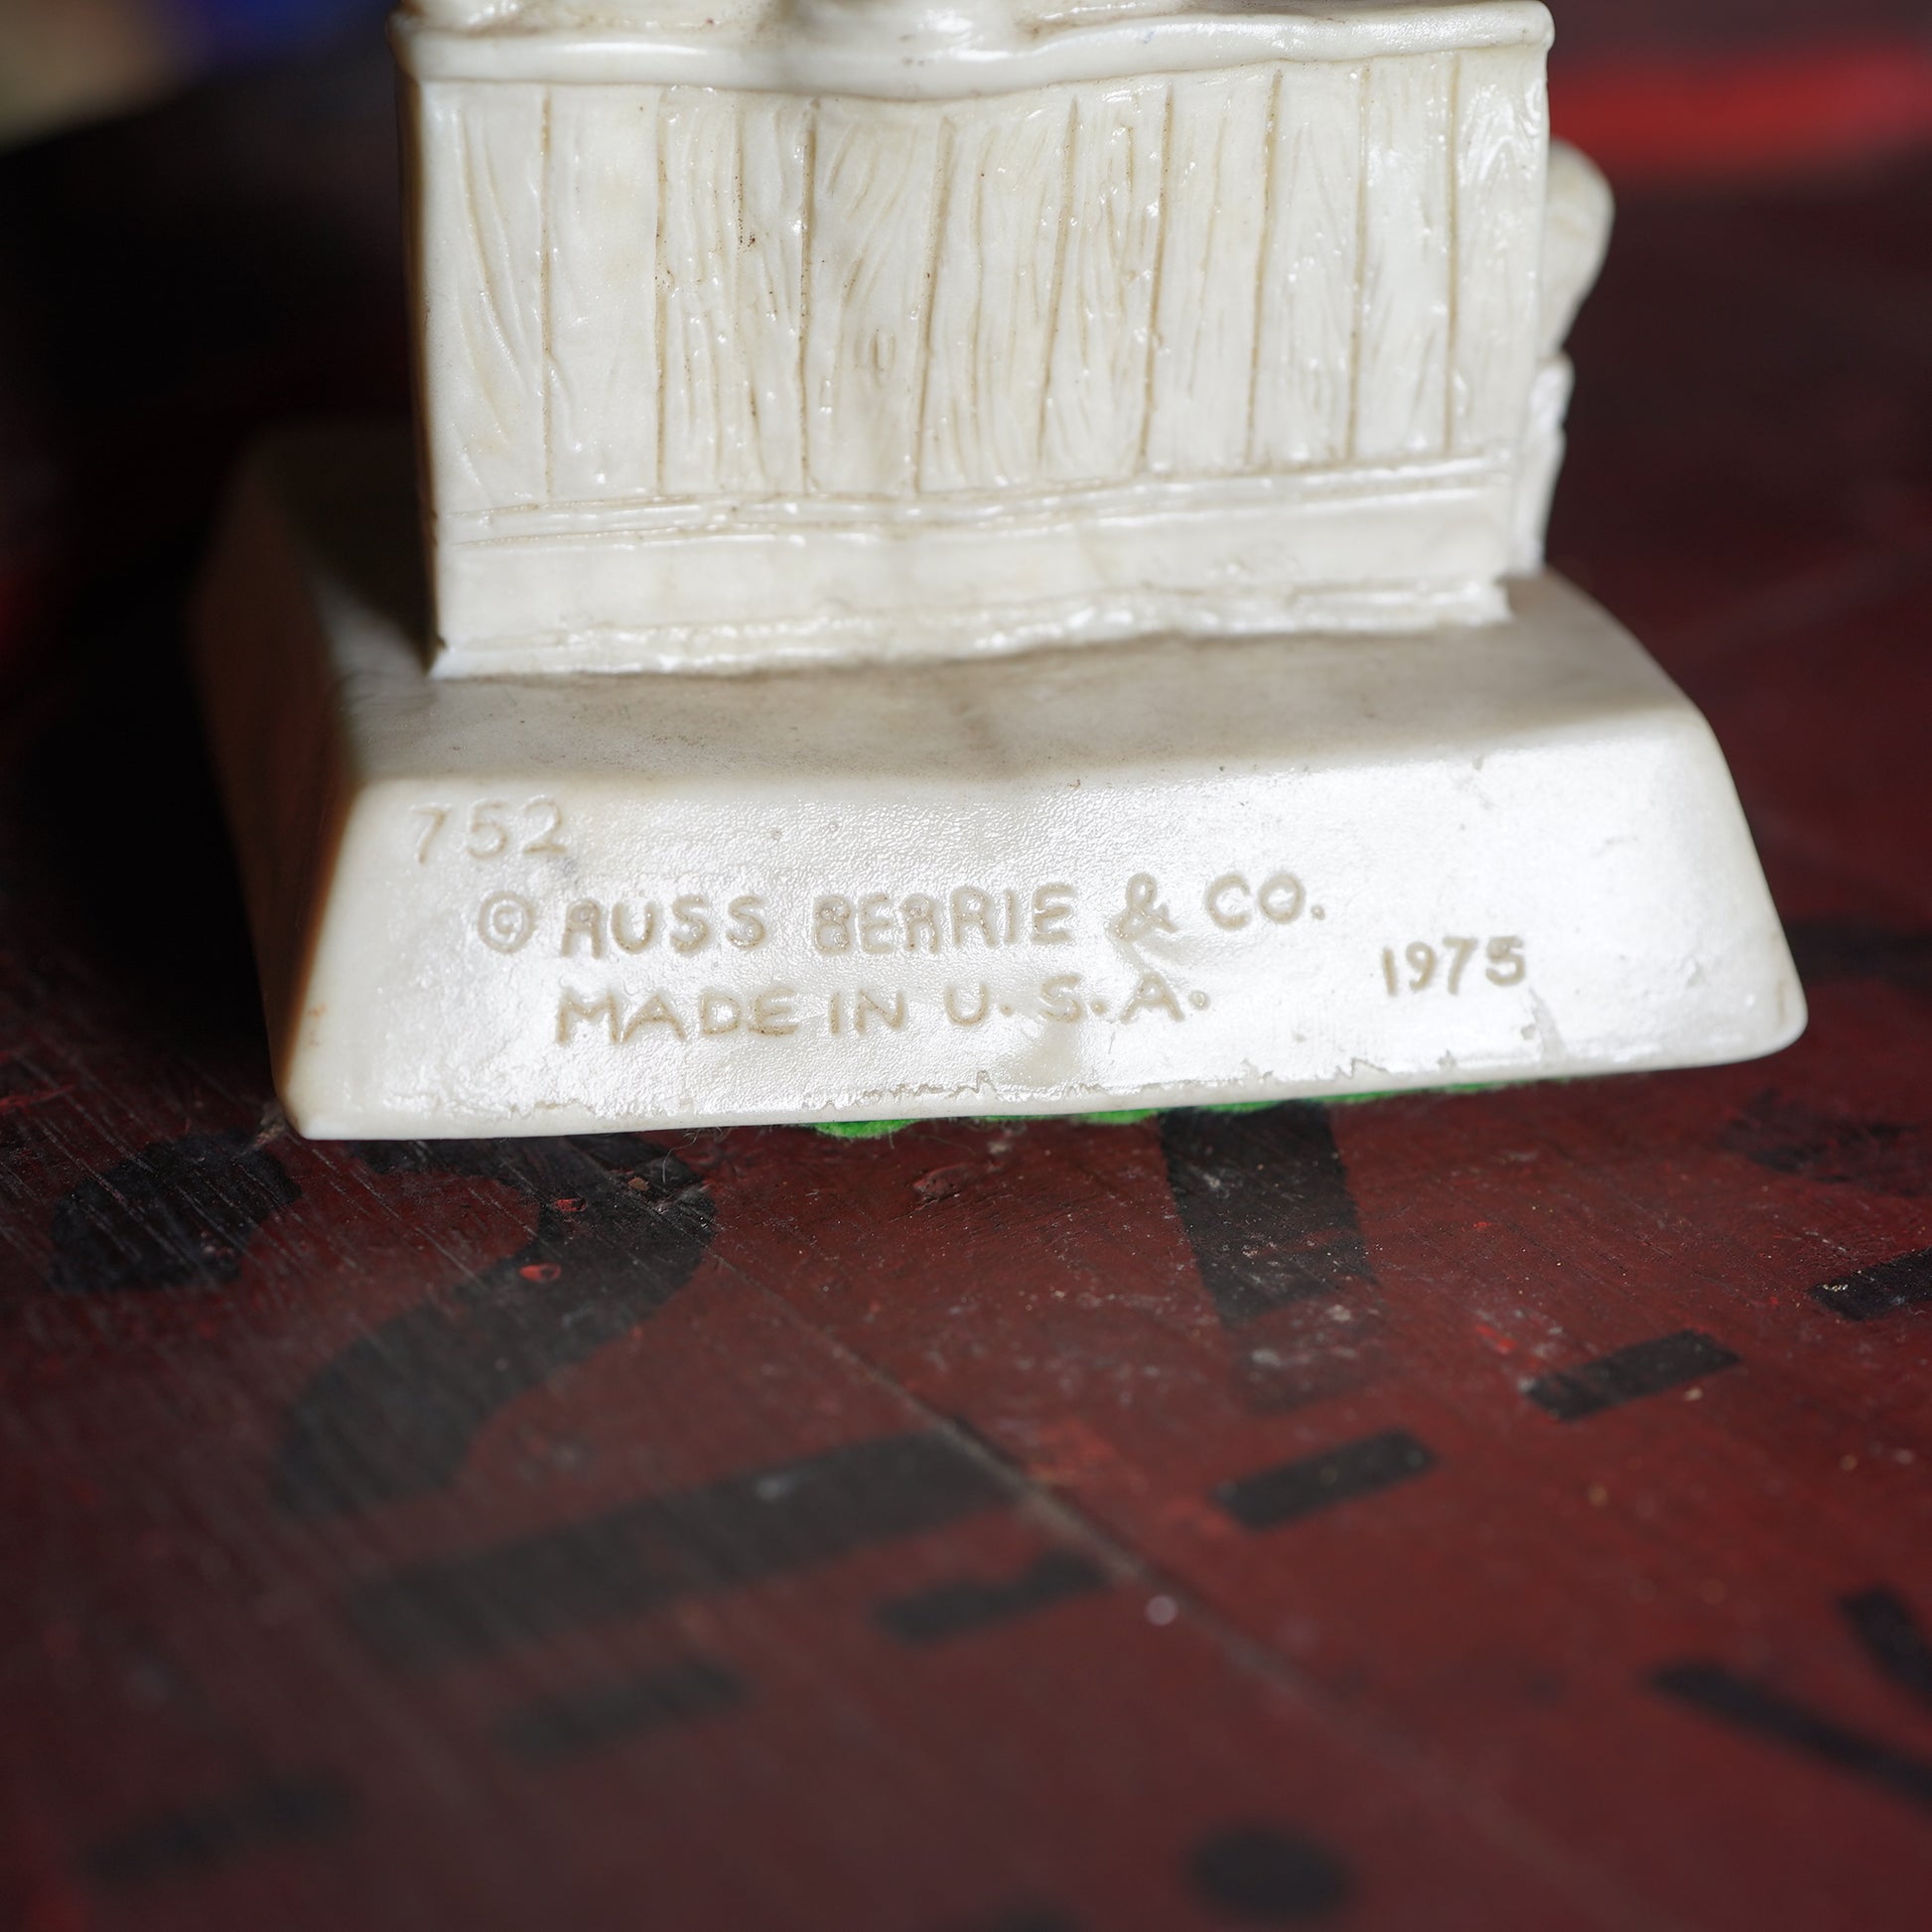 752
© RUSS BERRIE & CO.
MADE IN U.S.A.
1975